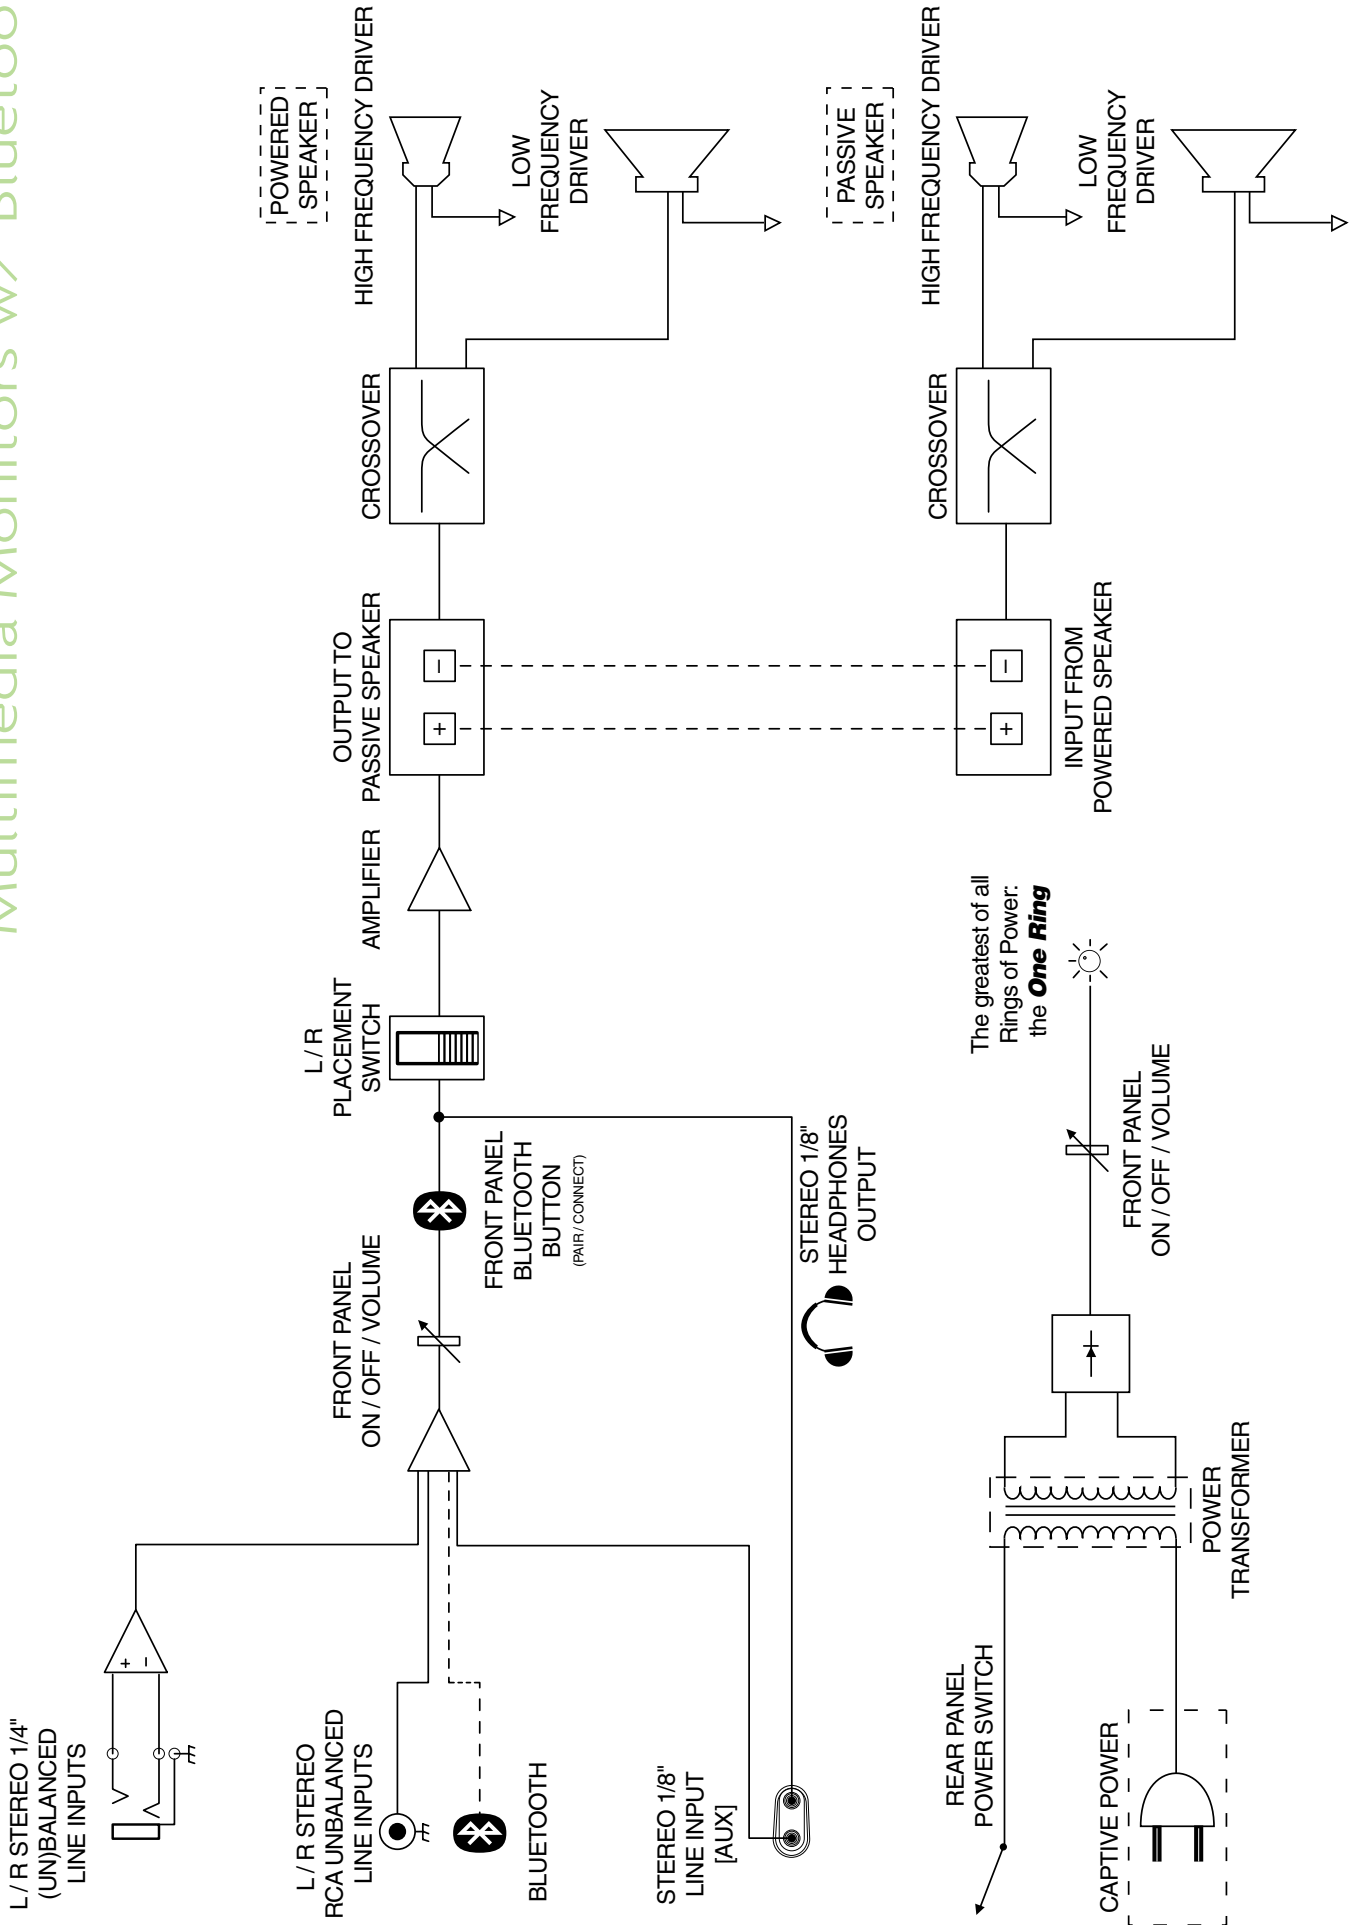 Multimedia Monitors w/ Bluetoo
L / R STEREO 1/4"
(UN)BALANCED
LINE INPUTS
+
−
L / R STEREO
RCA UNBALANCED
LINE INPUTS
BLUETOOTH
STEREO 1/8"
LINE INPUT
[AUX]
FRONT PANEL
ON / OFF / VOLUME
FRONT PANEL
BLUETOOTH
BUTTON
(PAIR / CONNECT)
STEREO 1/8"
HEADPHONES
OUTPUT
L / R
PLACEMENT
SWITCH
AMPLIFIER
OUTPUT TO
PASSIVE SPEAKER
+
−
CROSSOVER
POWERED
SPEAKER
HIGH FREQUENCY DRIVER
LOW
FREQUENCY
DRIVER
INPUT FROM
POWERED SPEAKER
+
−
CROSSOVER
PASSIVE
SPEAKER
HIGH FREQUENCY DRIVER
LOW
FREQUENCY
DRIVER
REAR PANEL
POWER SWITCH
CAPTIVE POWER
POWER
TRANSFORMER
FRONT PANEL
ON / OFF / VOLUME
The greatest of all
Rings of Power:
the One Ring